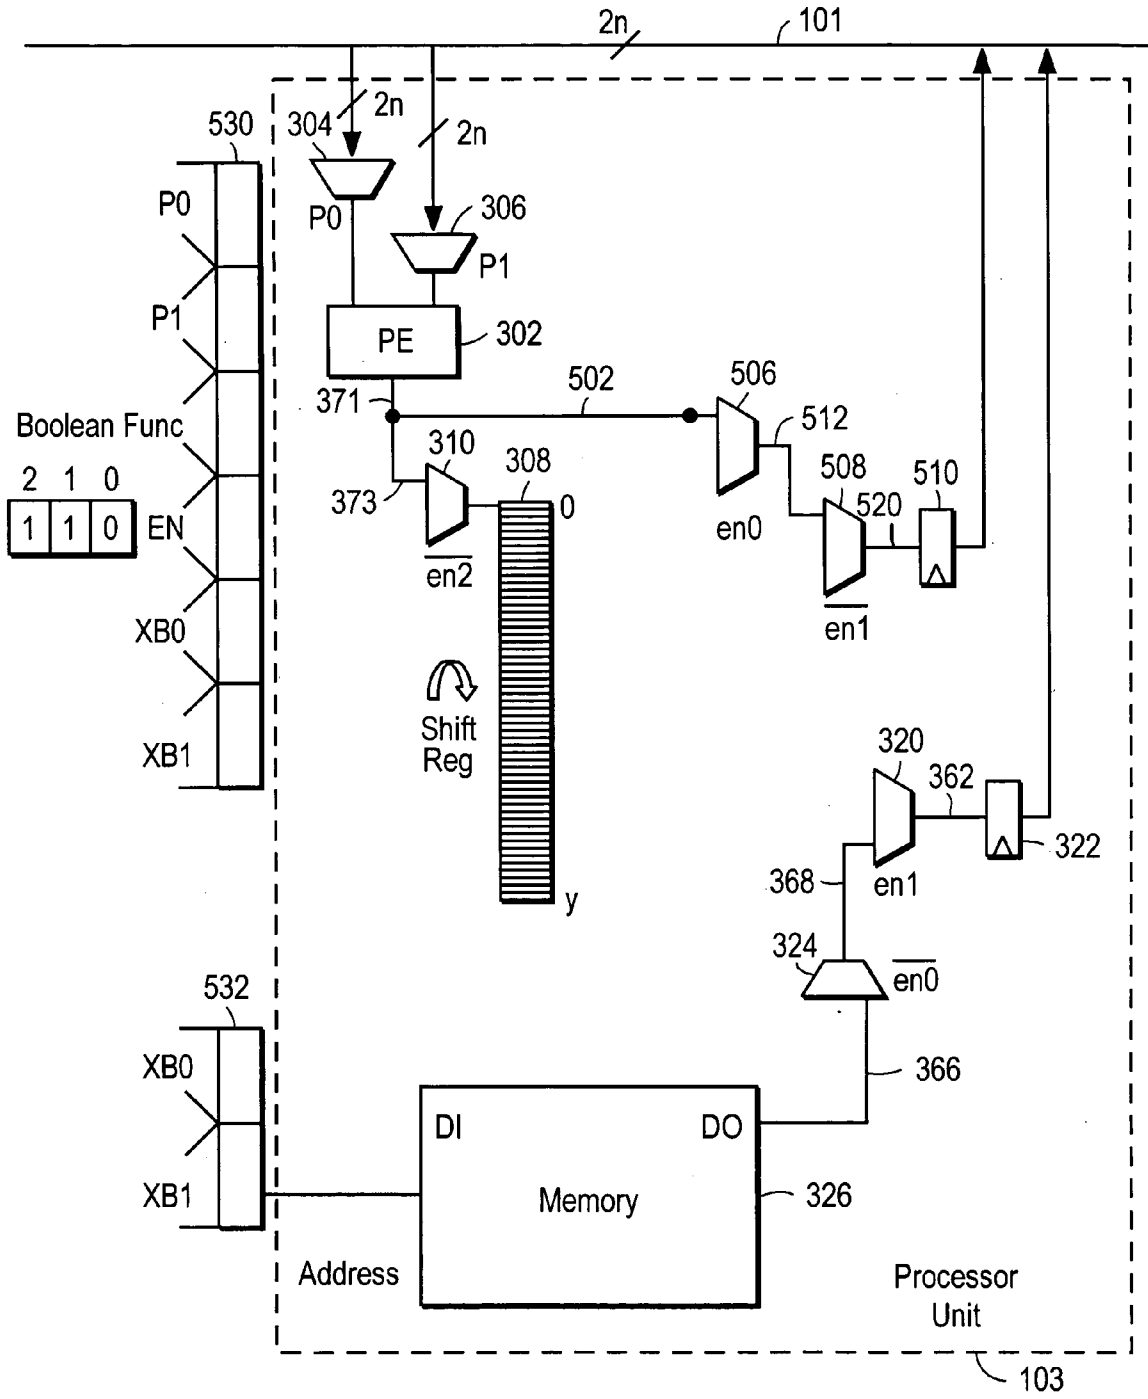 2n
101
530
304
2n
2n
P0
P0
306
P1
P1
PE
302
371
502
506
512
Boolean Func
310
308
508
510
2 1 0
373
0
520
1 1 0
EN
en0
en2
en1
XB0
Shift
Reg
XB1
320
362
322
368
en1
y
324
en0
532
XB0
366
DI
DO
XB1
Memory
326
Address
Processor
Unit
103